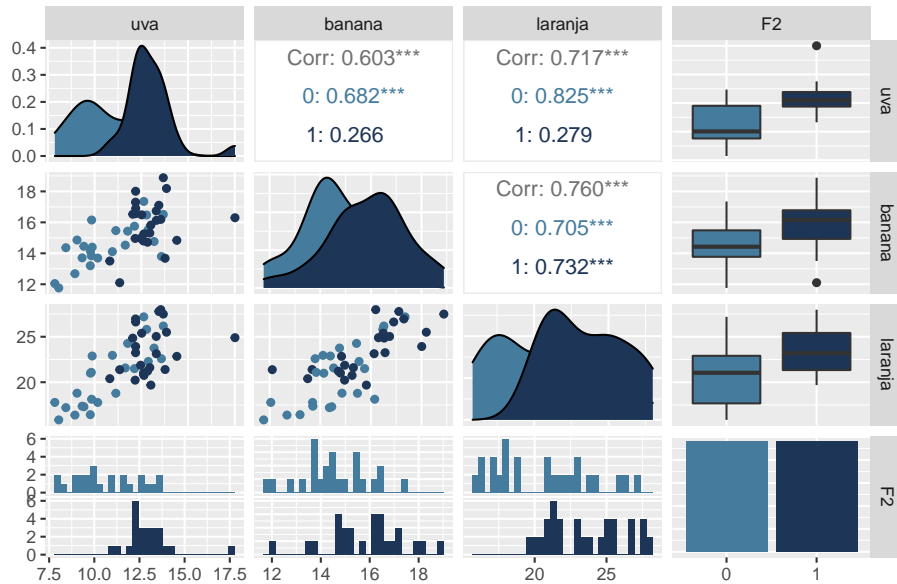 uva banana laranja F2
0.4
0.3
0.2
0.1
0.0
Corr: 0.603***
0: 0.682***
1: 0.266
Corr: 0.717***
0: 0.825***
1: 0.279
uva
18
16
14
12
Corr: 0.760***
0: 0.705***
1: 0.732***
banana
25
20
laranja
6
4
2
0
6
4
2
0
F2
7.5 10.0 12.5 15.0 17.5 12 14 16 18 20 25 0 1